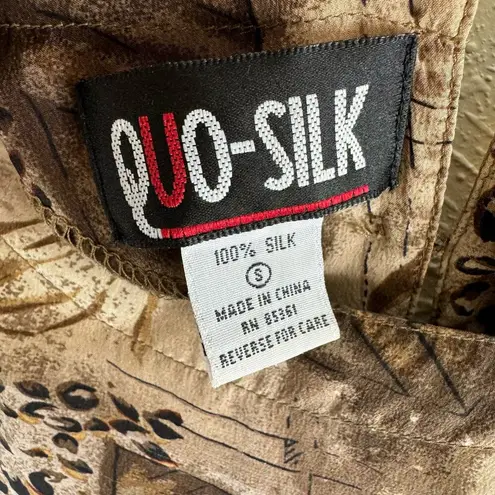 QUO-SILK
100% SILK
S
MADE IN CHINA
RN 85361
REVERSE FOR CARE